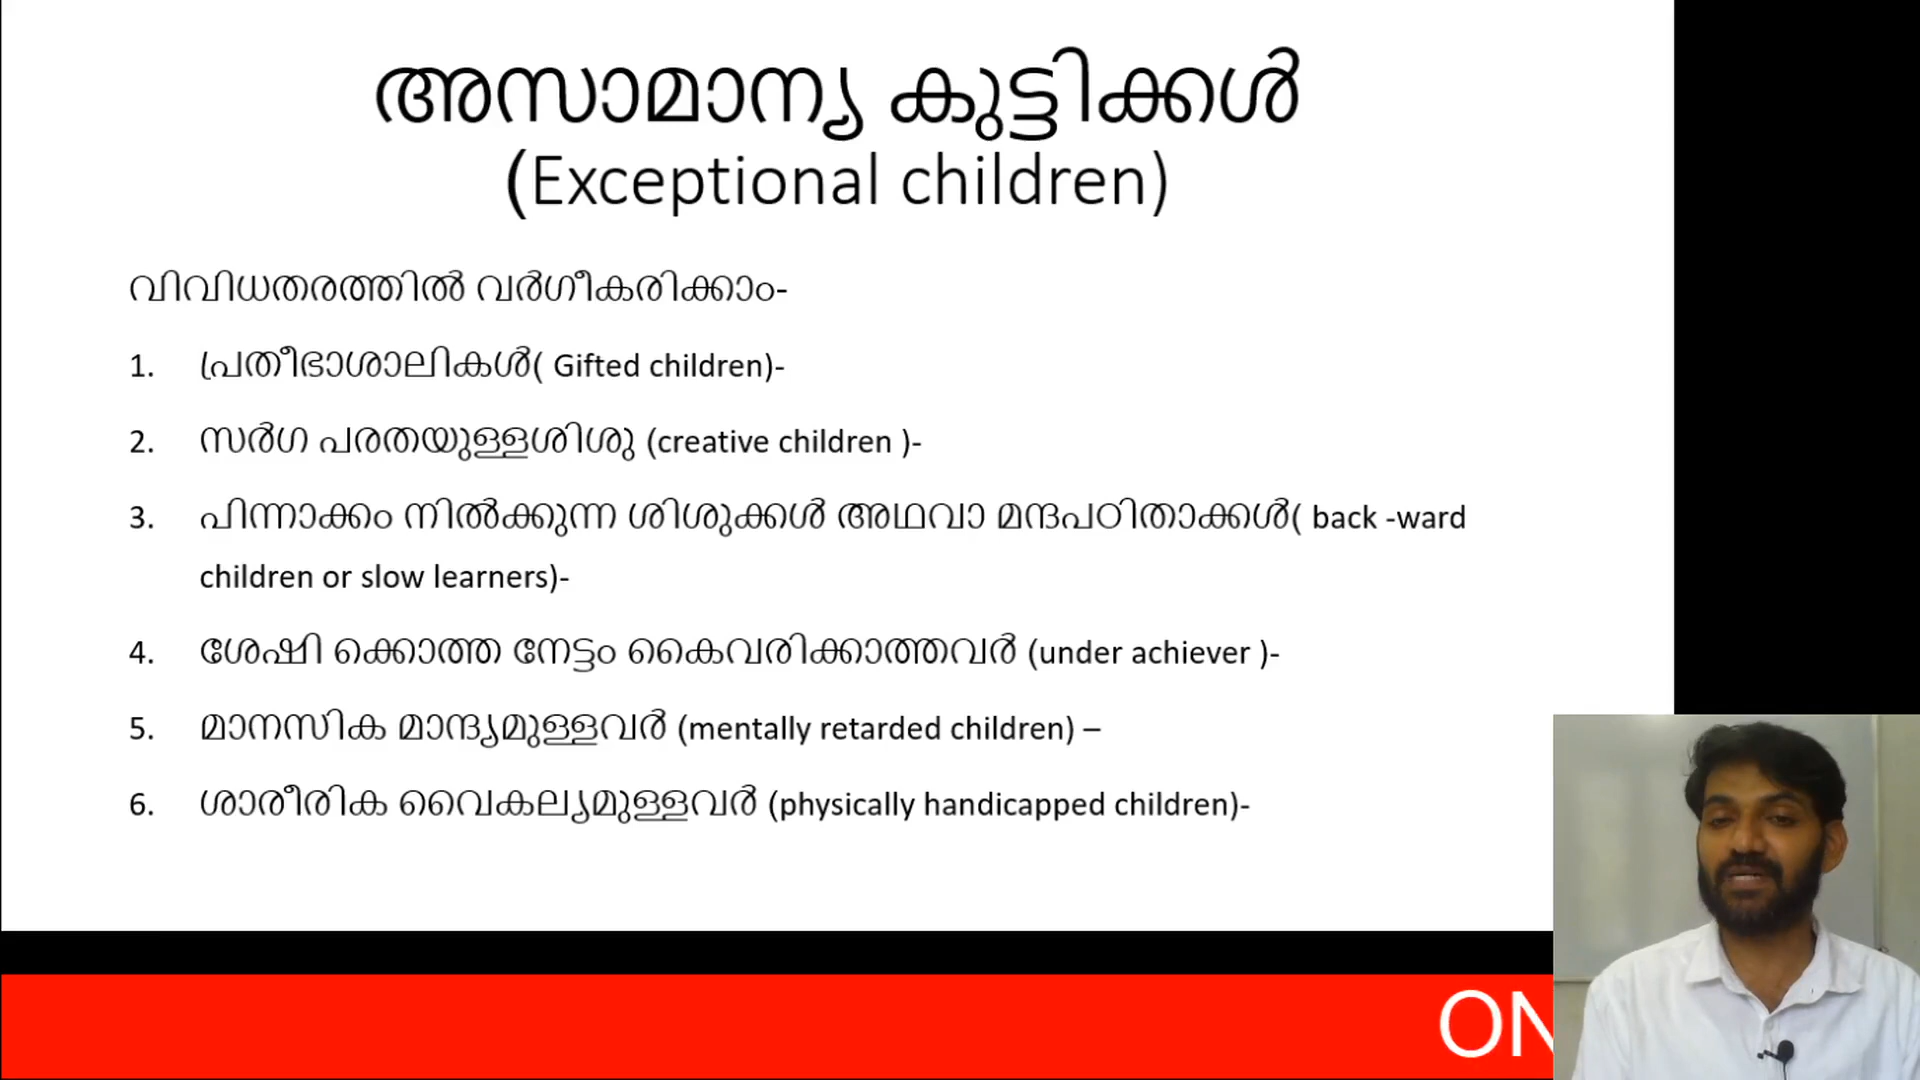 അസാമാന്യ കുട്ടിക്കൾ
(Exceptional children)
വിവിധതരത്തിൽ വർഗീകരിക്കാം-
1. പ്രതീഭാശാലികൾ( Gifted children)-
2. സർഗ പരതയുള്ളശിശു (creative children )-
3. പിന്നാക്കം നിൽക്കുന്ന ശിശുക്കൾ അഥവാ മന്ദപഠിതാക്കൾ( back -ward
children or slow learners)-
4. ശേഷി ക്കൊത്ത നേട്ടം കൈവരിക്കാത്തവർ (under achiever )-
5. മാനസിക മാന്ദ്യമുള്ളവർ (mentally retarded children) –
6. ശാരീരിക വൈകല്യമുള്ളവർ (physically handicapped children)-
ON